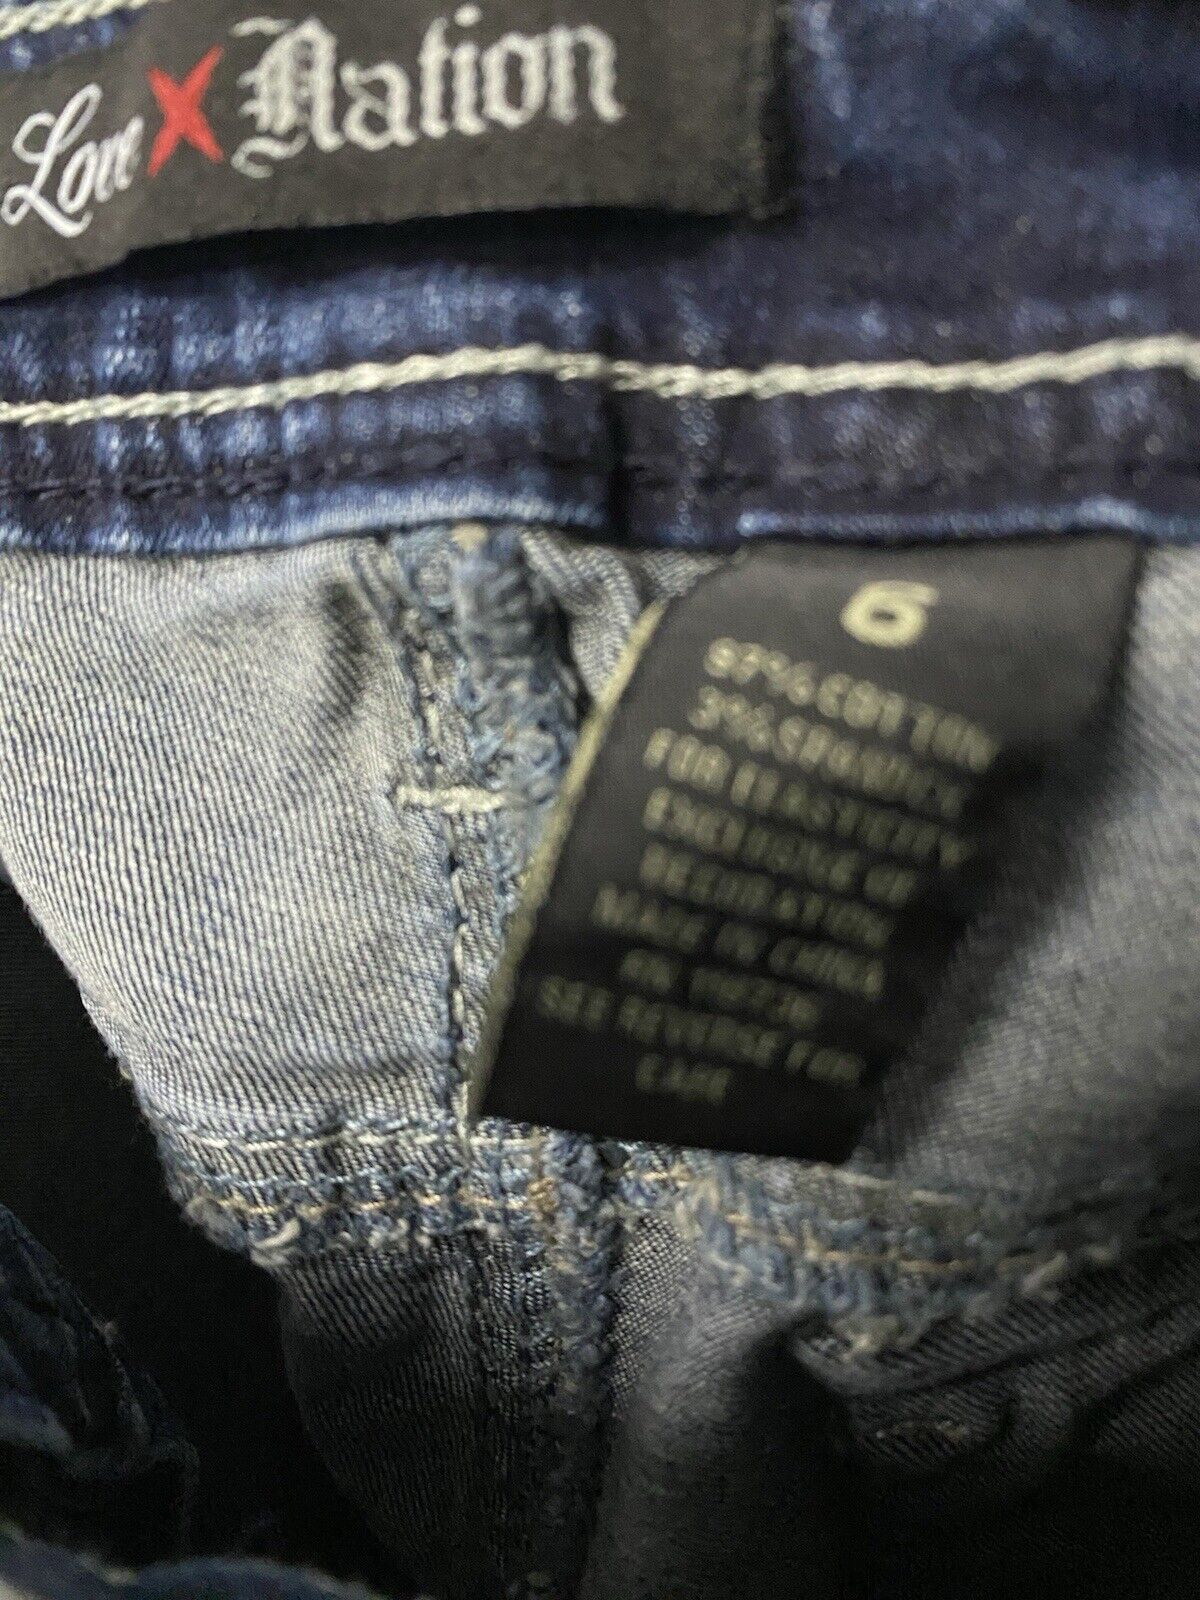 Love X Nation
6
97% COTTON
3% SPANDEX
FOR ELASTICITY
EXCLUSIVE OF
DECORATION
MADE IN CHINA
SEE REVERSE FOR
CARE